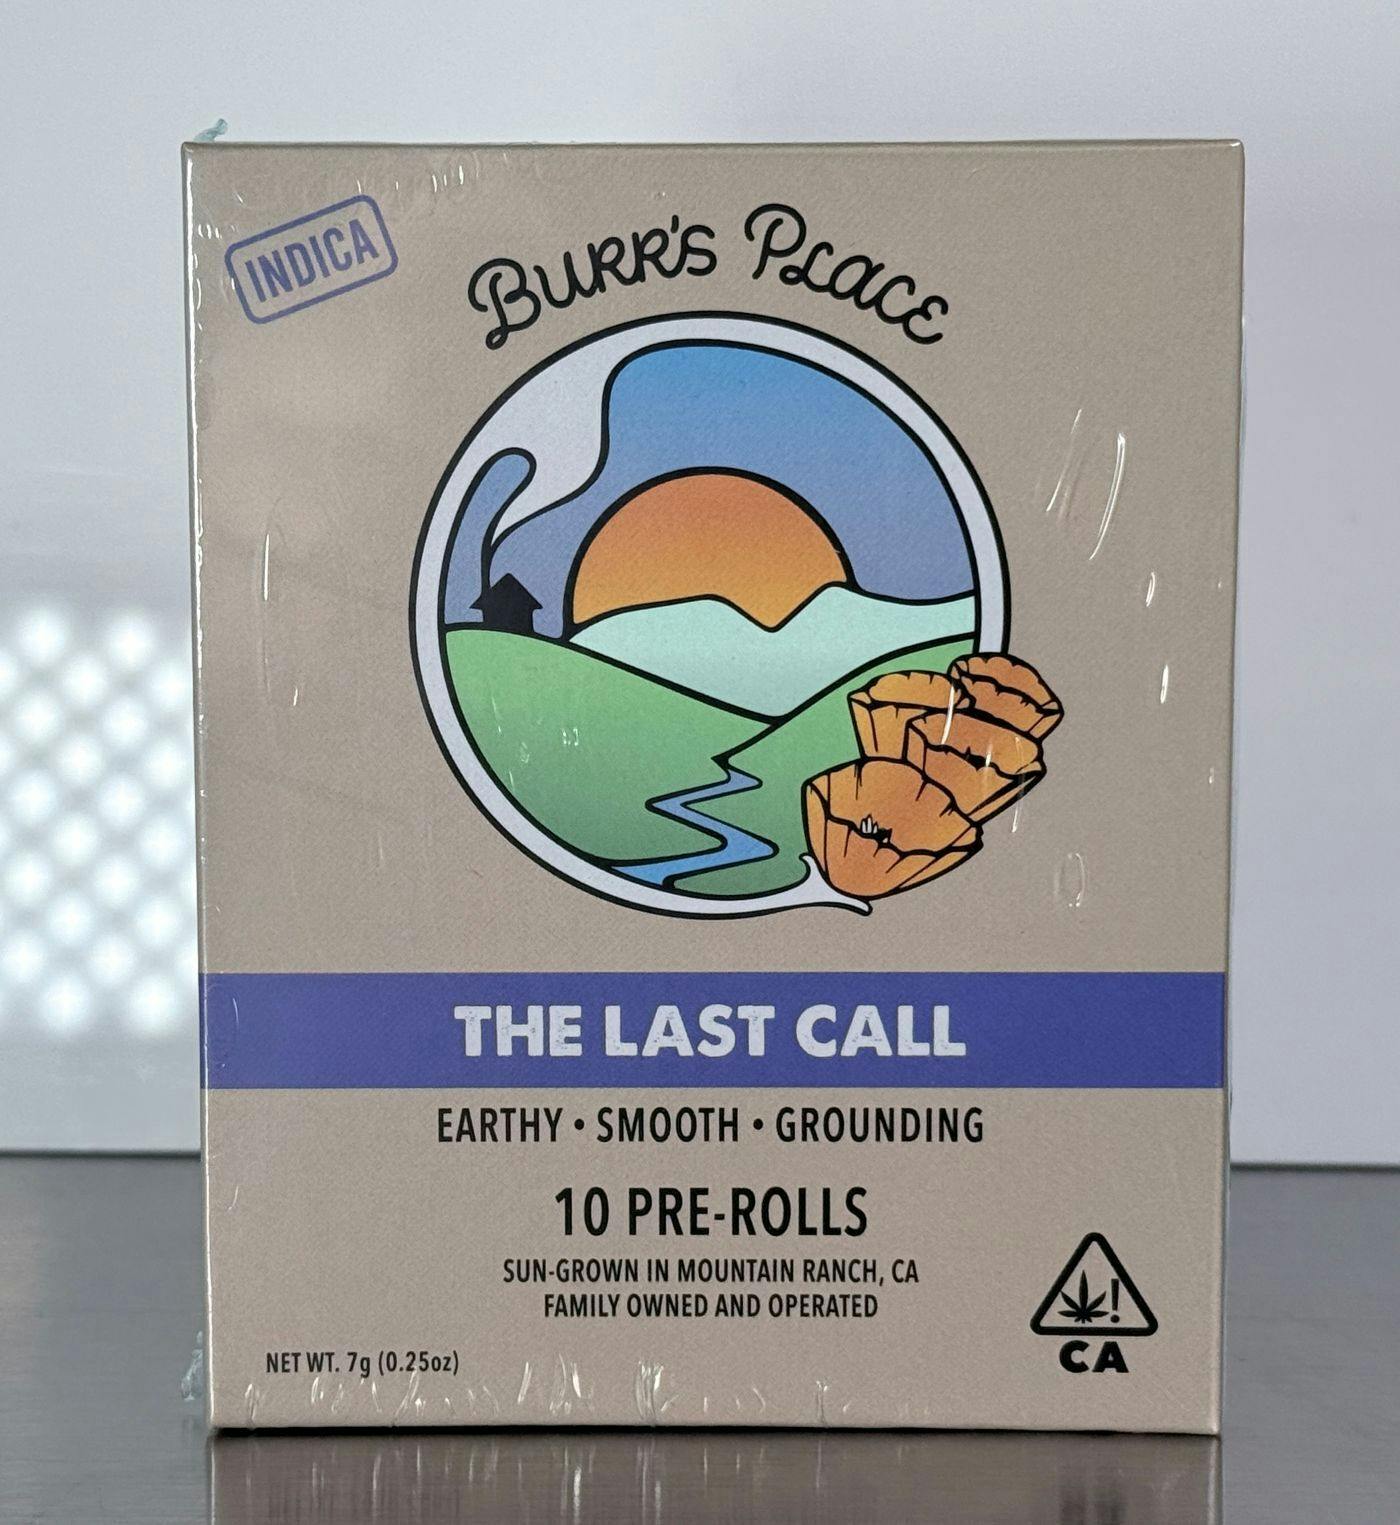 INDICA
BURR'S PLACE
THE LAST CALL
EARTHY • SMOOTH • GROUNDING
10 PRE-ROLLS
SUN-GROWN IN MOUNTAIN RANCH, CA
FAMILY OWNED AND OPERATED
NET WT. 7g (0.25oz)
!
CA